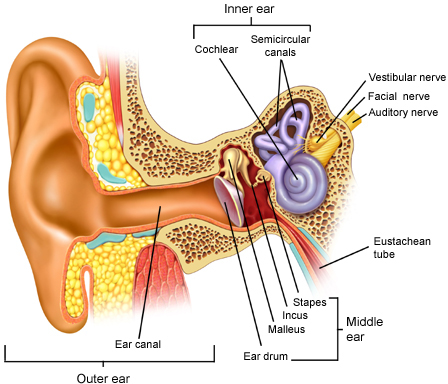 Inner ear
Cochlear
Semicircular
canals
Vestibular nerve
Facial nerve
Auditory nerve
Eustachean
tube
Stapes
Incus
Malleus
Ear drum
Middle
ear
Ear canal
Outer ear